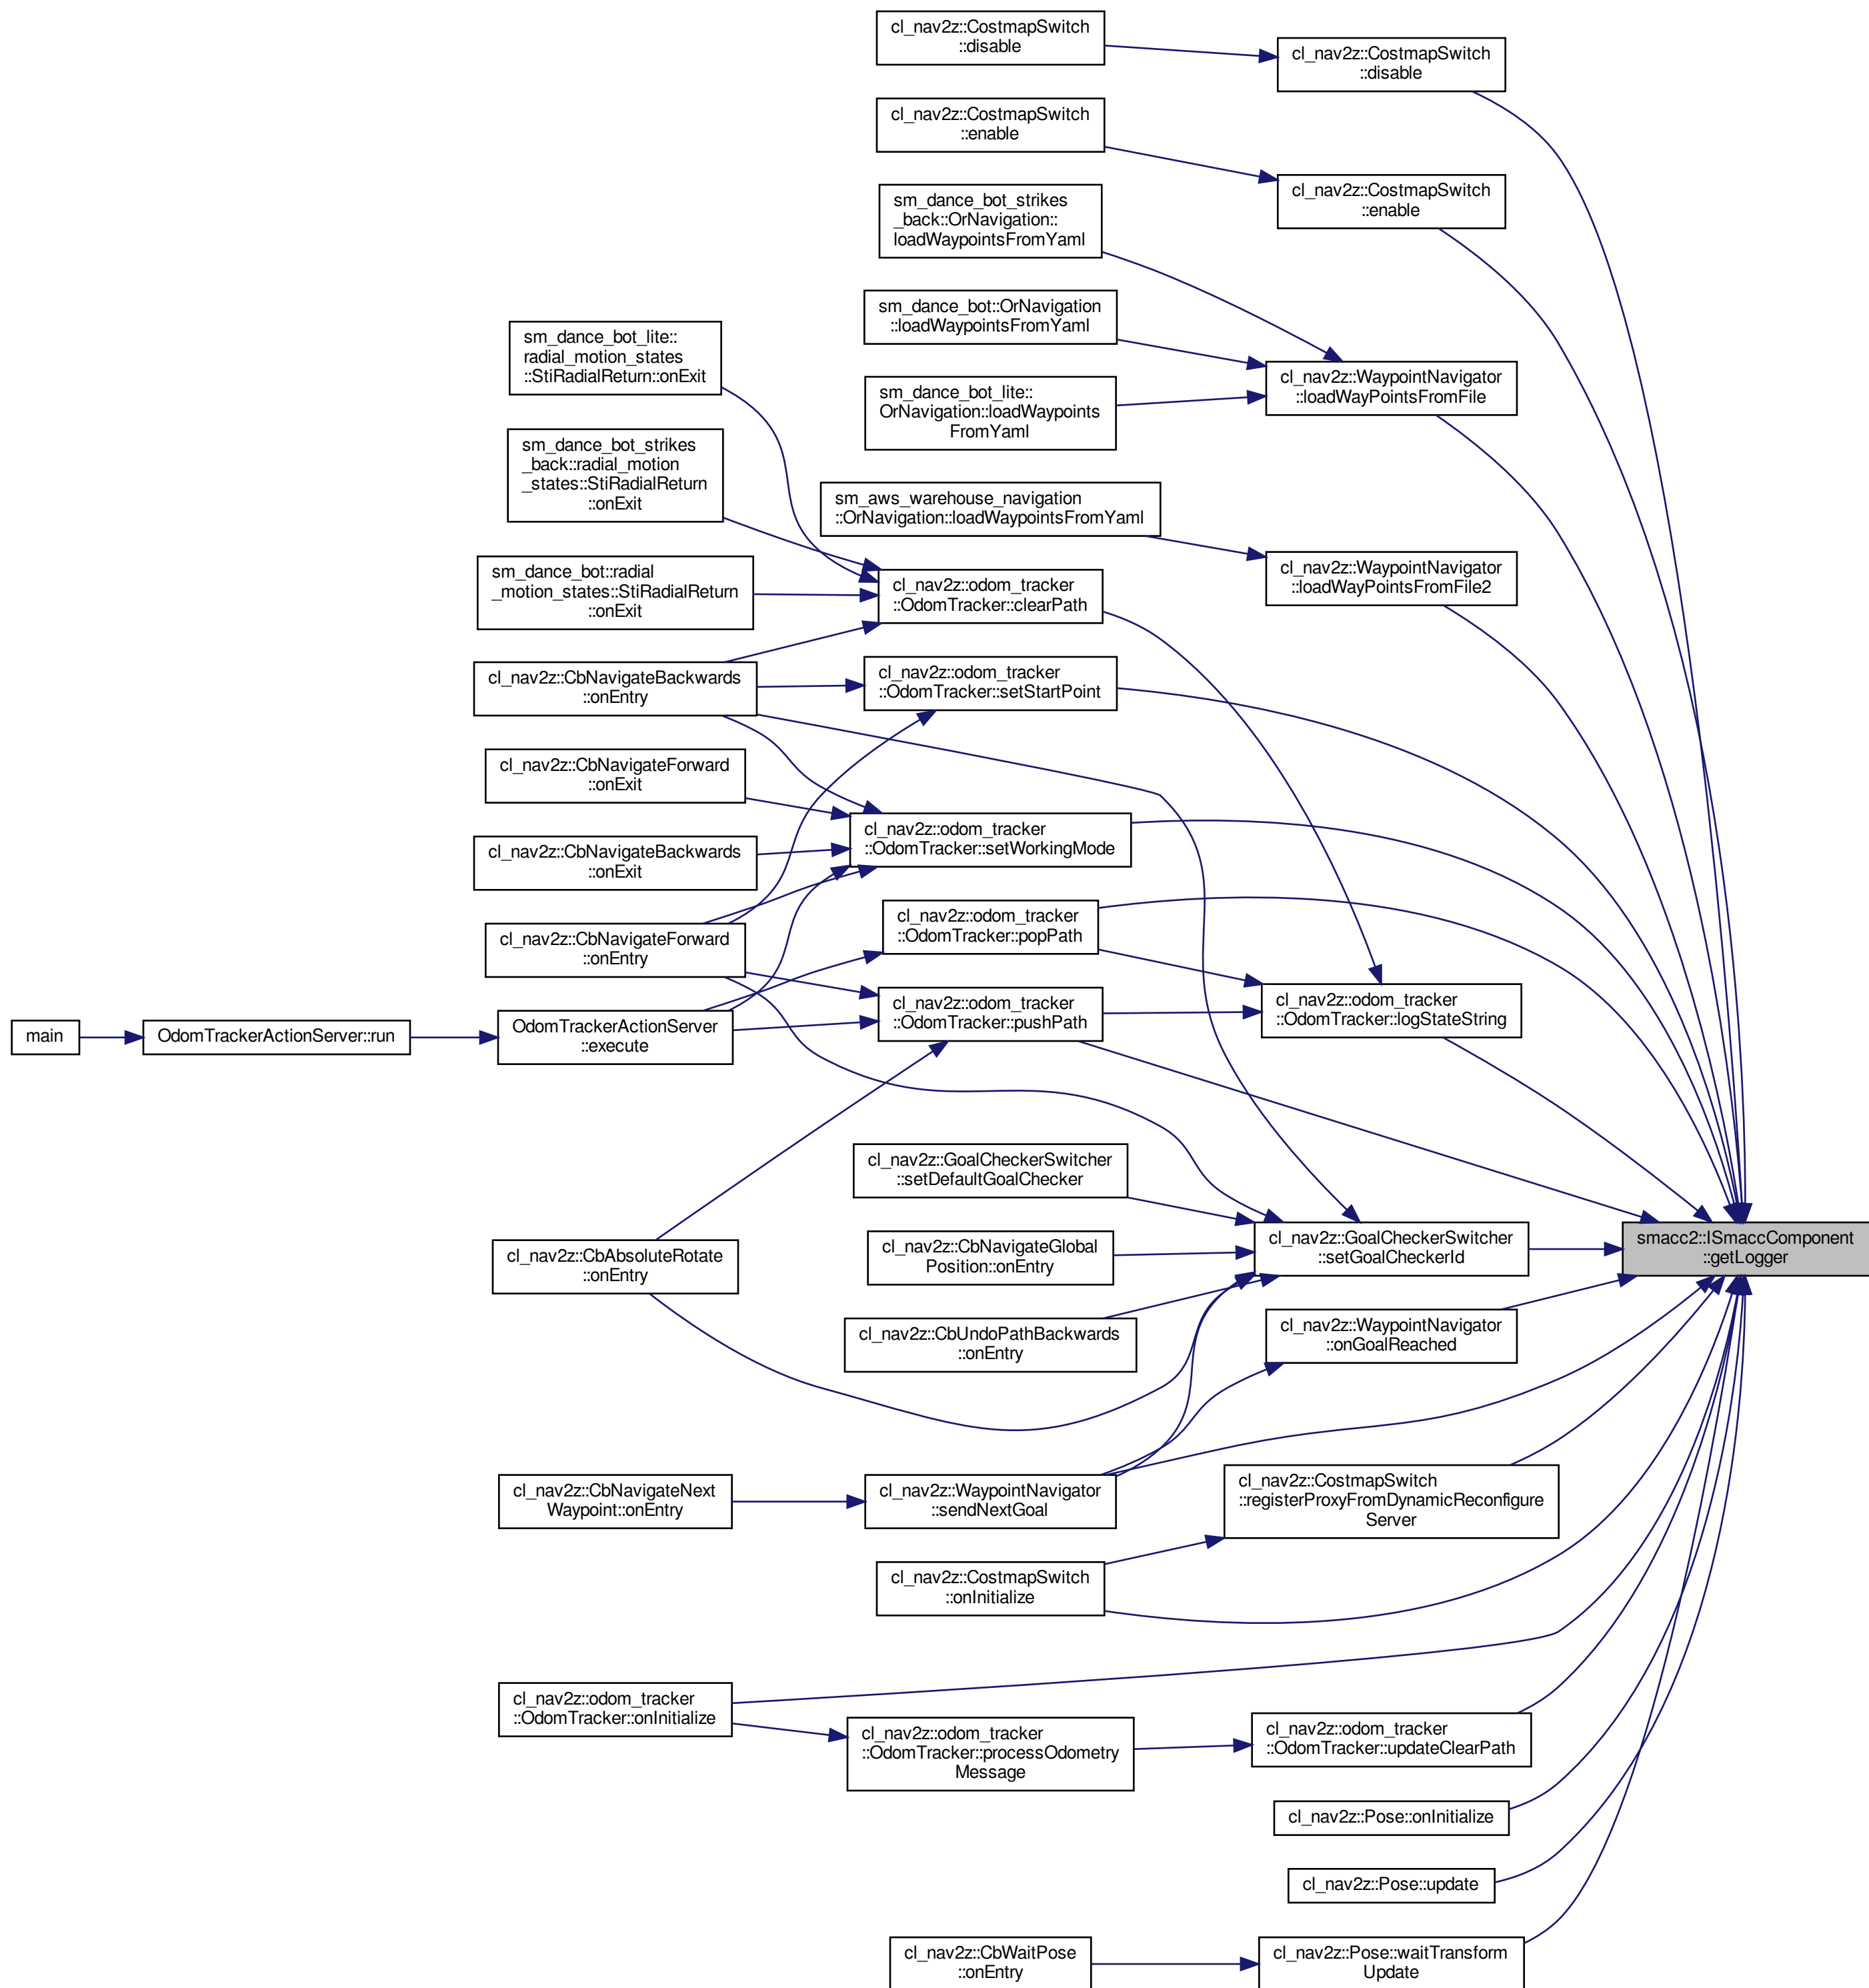 cl_nav2z::CostmapSwitch
::disable
cl_nav2z::CostmapSwitch
::disable
cl_nav2z::CostmapSwitch
::enable
cl_nav2z::CostmapSwitch
::enable
sm_dance_bot_strikes
_back::OrNavigation::
loadWaypointsFromYaml
sm_dance_bot::OrNavigation
::loadWaypointsFromYaml
sm_dance_bot_lite::
radial_motion_states
::StiRadialReturn::onExit
cl_nav2z::WaypointNavigator
::loadWayPointsFromFile
sm_dance_bot_lite::
OrNavigation::loadWaypoints
FromYaml
sm_dance_bot_strikes
_back::radial_motion
_states::StiRadialReturn
::onExit
sm_aws_warehouse_navigation
::OrNavigation::loadWaypointsFromYaml
cl_nav2z::WaypointNavigator
::loadWayPointsFromFile2
sm_dance_bot::radial
_motion_states::StiRadialReturn
::onExit
cl_nav2z::odom_tracker
::OdomTracker::clearPath
cl_nav2z::CbNavigateBackwards
::onEntry
cl_nav2z::odom_tracker
::OdomTracker::setStartPoint
cl_nav2z::CbNavigateForward
::onExit
cl_nav2z::odom_tracker
::OdomTracker::setWorkingMode
cl_nav2z::CbNavigateBackwards
::onExit
cl_nav2z::odom_tracker
::OdomTracker::popPath
cl_nav2z::CbNavigateForward
::onEntry
cl_nav2z::odom_tracker
::OdomTracker::logStateString
cl_nav2z::odom_tracker
::OdomTracker::pushPath
main
OdomTrackerActionServer::run
OdomTrackerActionServer
::execute
cl_nav2z::GoalCheckerSwitcher
::setDefaultGoalChecker
cl_nav2z::GoalCheckerSwitcher
::setGoalCheckerId
smacc2::ISmaccComponent
::getLogger
cl_nav2z::CbNavigateGlobal
Position::onEntry
cl_nav2z::CbAbsoluteRotate
::onEntry
cl_nav2z::CbUndoPathBackwards
::onEntry
cl_nav2z::WaypointNavigator
::onGoalReached
cl_nav2z::CbNavigateNext
Waypoint::onEntry
cl_nav2z::WaypointNavigator
::sendNextGoal
cl_nav2z::CostmapSwitch
::registerProxyFromDynamicReconfigure
Server
cl_nav2z::CostmapSwitch
::onInitialize
cl_nav2z::odom_tracker
::OdomTracker::onInitialize
cl_nav2z::odom_tracker
::OdomTracker::processOdometry
Message
cl_nav2z::odom_tracker
::OdomTracker::updateClearPath
cl_nav2z::Pose::onInitialize
cl_nav2z::Pose::update
cl_nav2z::CbWaitPose
::onEntry
cl_nav2z::Pose::waitTransform
Update